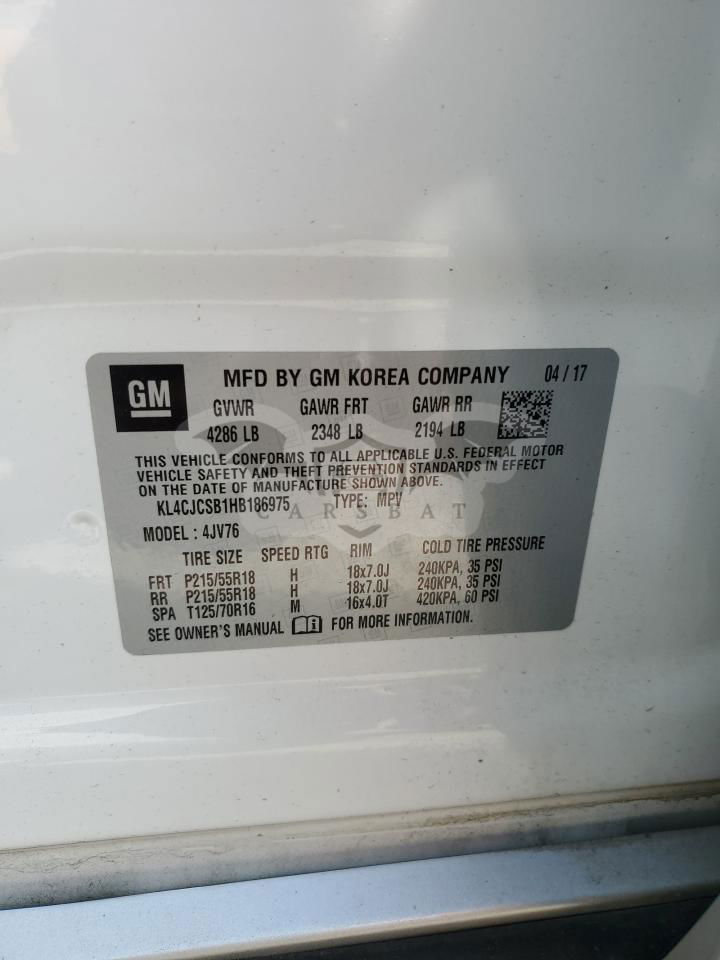 GM MFD BY GM KOREA COMPANY 04 / 17
GVWR GAWR FRT GAWR RR
4286 LB 2348 LB 2194 LB
THIS VEHICLE CONFORMS TO ALL APPLICABLE U.S. FEDERAL MOTOR
VEHICLE SAFETY AND THEFT PREVENTION STANDARDS IN EFFECT
ON THE DATE OF MANUFACTURE SHOWN ABOVE.
KL4CJCSB1HB186975 TYPE: MPV
CARSBAT
MODEL : 4JV76
TIRE SIZE SPEED RTG RIM COLD TIRE PRESSURE
FRT P215/55R18 H 18x7.0J 240KPA, 35 PSI
RR P215/55R18 H 18x7.0J 240KPA, 35 PSI
SPA T125/70R16 M 16x4.0T 420KPA, 60 PSI
SEE OWNER'S MANUAL i FOR MORE INFORMATION.